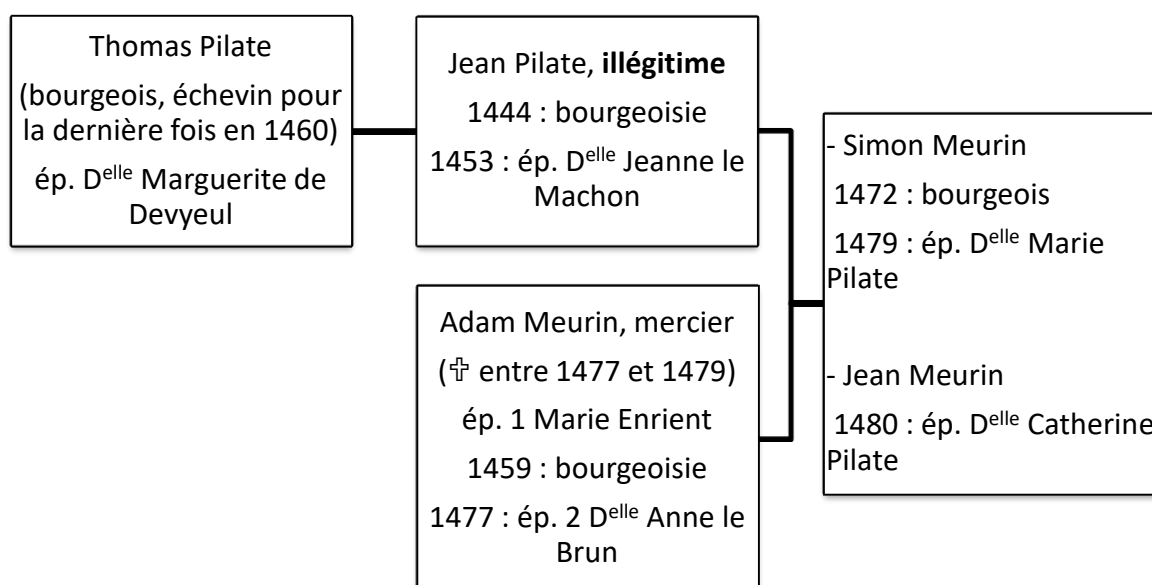 Thomas Pilate
(bourgeois, échevin pour
la dernière fois en 1460)
ép. Delle Marguerite de
Devyeul
Jean Pilate, illégitime
1444 : bourgeoisie
1453 : ép. Delle Jeanne le
Machon
Adam Meurin, mercier
(✞ entre 1477 et 1479)
ép. 1 Marie Enrient
1459 : bourgeoisie
1477 : ép. 2 Delle Anne le
Brun
- Simon Meurin
1472 : bourgeois
1479 : ép. Delle Marie
Pilate
- Jean Meurin
1480 : ép. Delle Catherine
Pilate